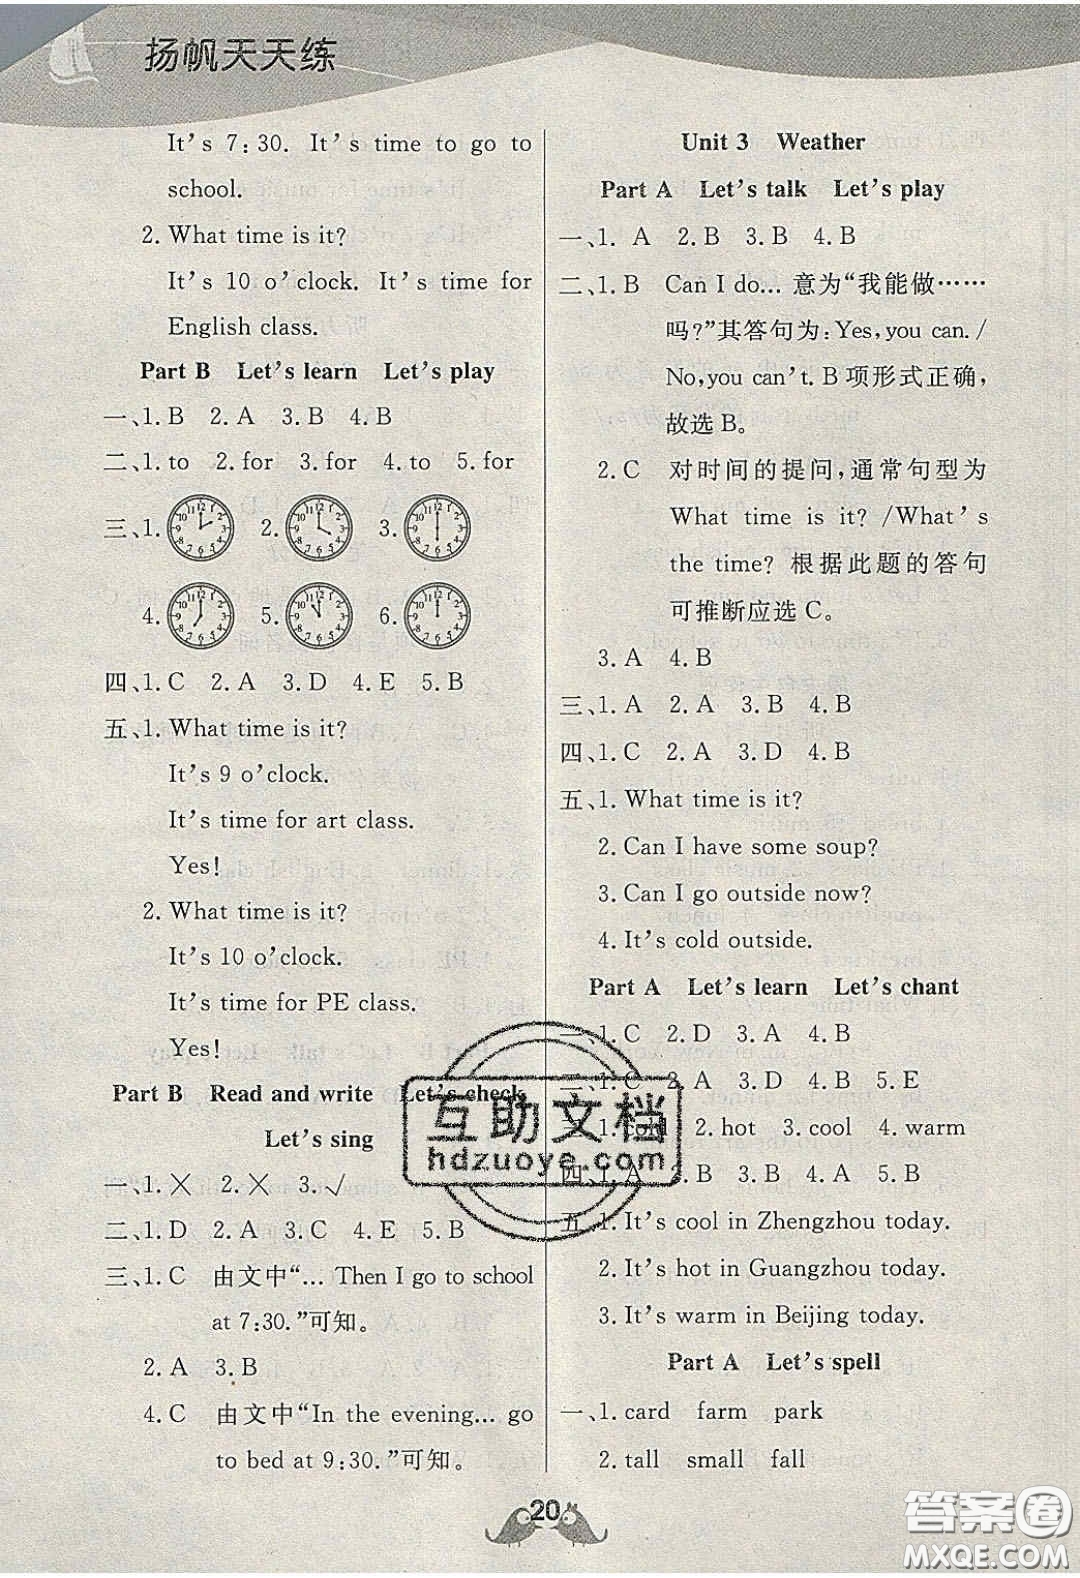 扬帆天天练
It's 7:30. It's time to go to
school.
2. What time is it?
It's 10 o'clock. It's time for
English class.
Part B Let's learn Let's play
一、1. B 2. A 3. B 4. B
二、1. to 2. for 3. for 4. to 5. for
三、1. 2. 3.
4. 5. 6.
四、1. C 2. A 3. D 4. E 5. B
五、1. What time is it?
It's 9 o'clock.
It's time for art class.
Yes!
2. What time is it?
It's 10 o'clock.
It's time for PE class.
Yes!
Part B Read and write Let's check
Let's sing
一、1. × 2. × 3. √
二、1. D 2. A 3. C 4. E 5. B
三、1. C 由文中“... Then I go to school
at 7:30.”可知。
2. A 3. B
4. C 由文中“In the evening... go
to bed at 9:30.”可知。
Unit 3 Weather
Part A Let's talk Let's play
一、1. A 2. B 3. B 4. B
二、1. B Can I do... 意为“我能做……
吗?”其答句为:Yes, you can. /
No, you can't. B 项形式正确,
故选 B。
2. C 对时间的提问,通常句型为
What time is it? /What's
the time? 根据此题的答句
可推断应选 C。
3. A 4. B
三、1. A 2. A 3. B 4. B
四、1. C 2. A 3. D 4. B
五、1. What time is it?
2. Can I have some soup?
3. Can I go outside now?
4. It's cold outside.
Part A Let's learn Let's chant
一、1. C 2. D 3. A 4. B
二、1. C 2. A 3. D 4. B 5. E
三、1. cold 2. hot 3. cool 4. warm
四、1. A 2. B 3. B 4. A 5. B
五、1. It's cool in Zhengzhou today.
2. It's hot in Guangzhou today.
3. It's warm in Beijing today.
Part A Let's spell
一、1. card farm park
2. tall small fall
20
互助文档
hdzuoye.com
答案圈
MXQE.COM